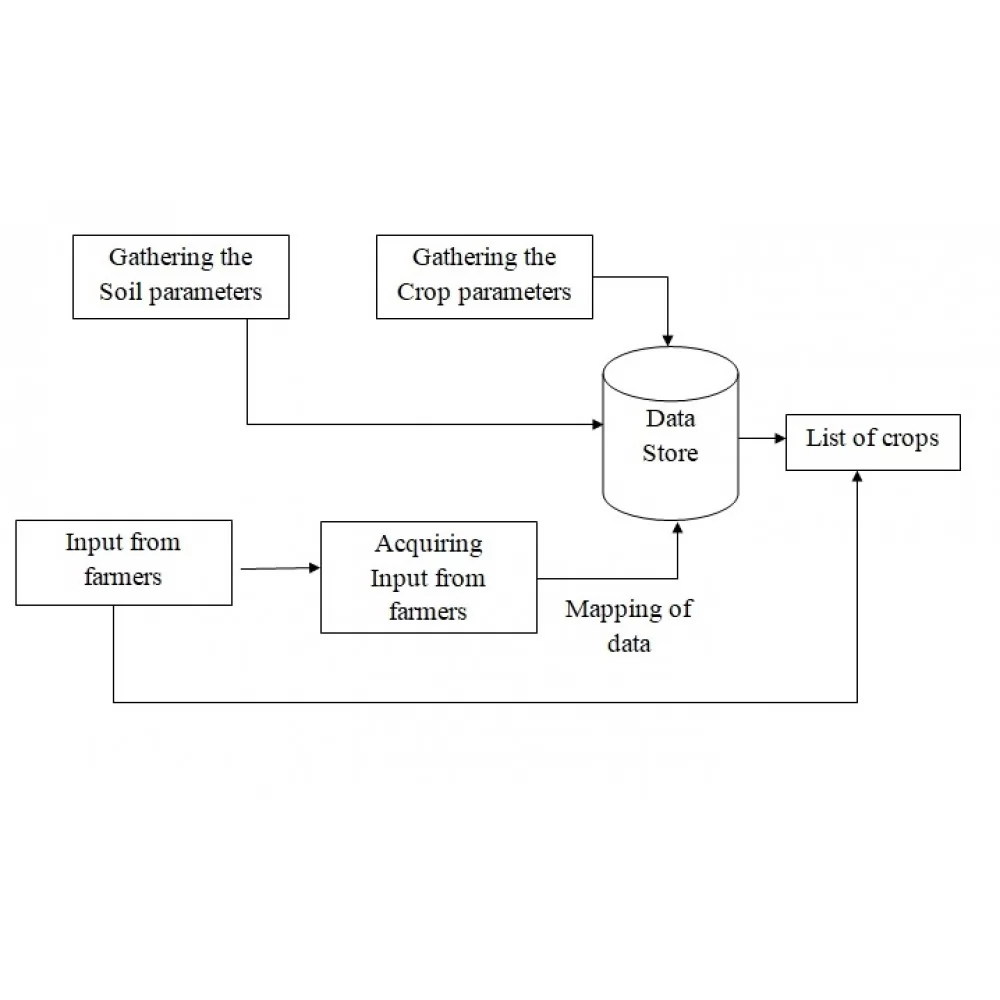 Gathering the
Soil parameters
Gathering the
Crop parameters
Data
Store
List of crops
Input from
farmers
Acquiring
Input from
farmers
Mapping of
data